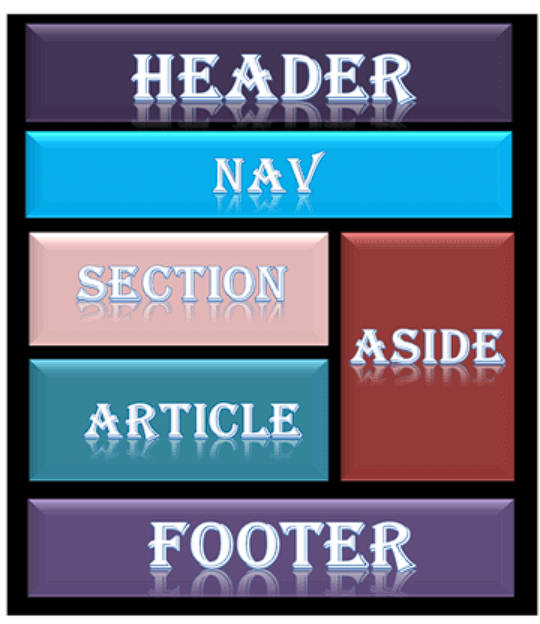 HEADER
NAV
SECTION
ASIDE
ARTICLE
FOOTER